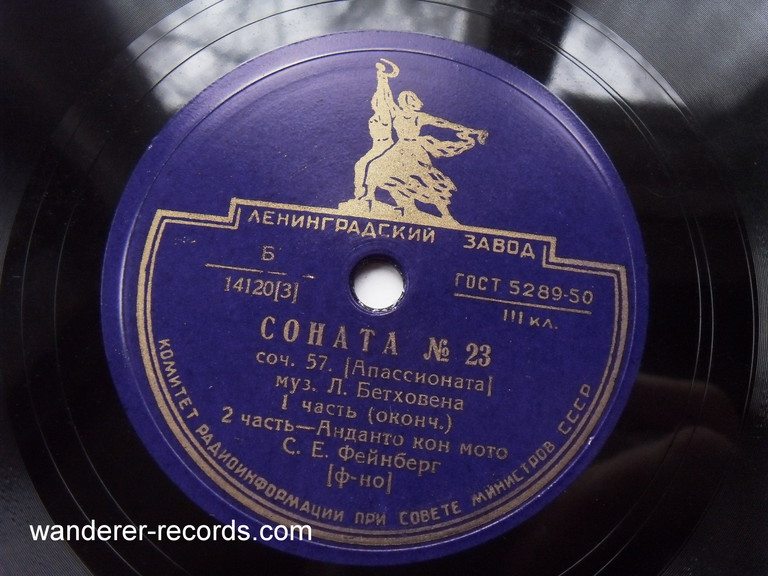 ЛЕНИНГРАДСКИЙ ЗАВОД
Б
14120[3]
ГОСТ 5289-50
III кл.
СОНАТА № 23
соч. 57. [Апассионата]
муз. Л. Бетховена
1 часть (оконч.)
2 часть—Анданто кон мото
С. Е. Фейнберг
[ф-но]
КОМИТЕТ РАДИОИНФОРМАЦИИ ПРИ СОВЕТЕ МИНИСТРОВ СССР
wanderer-records.com